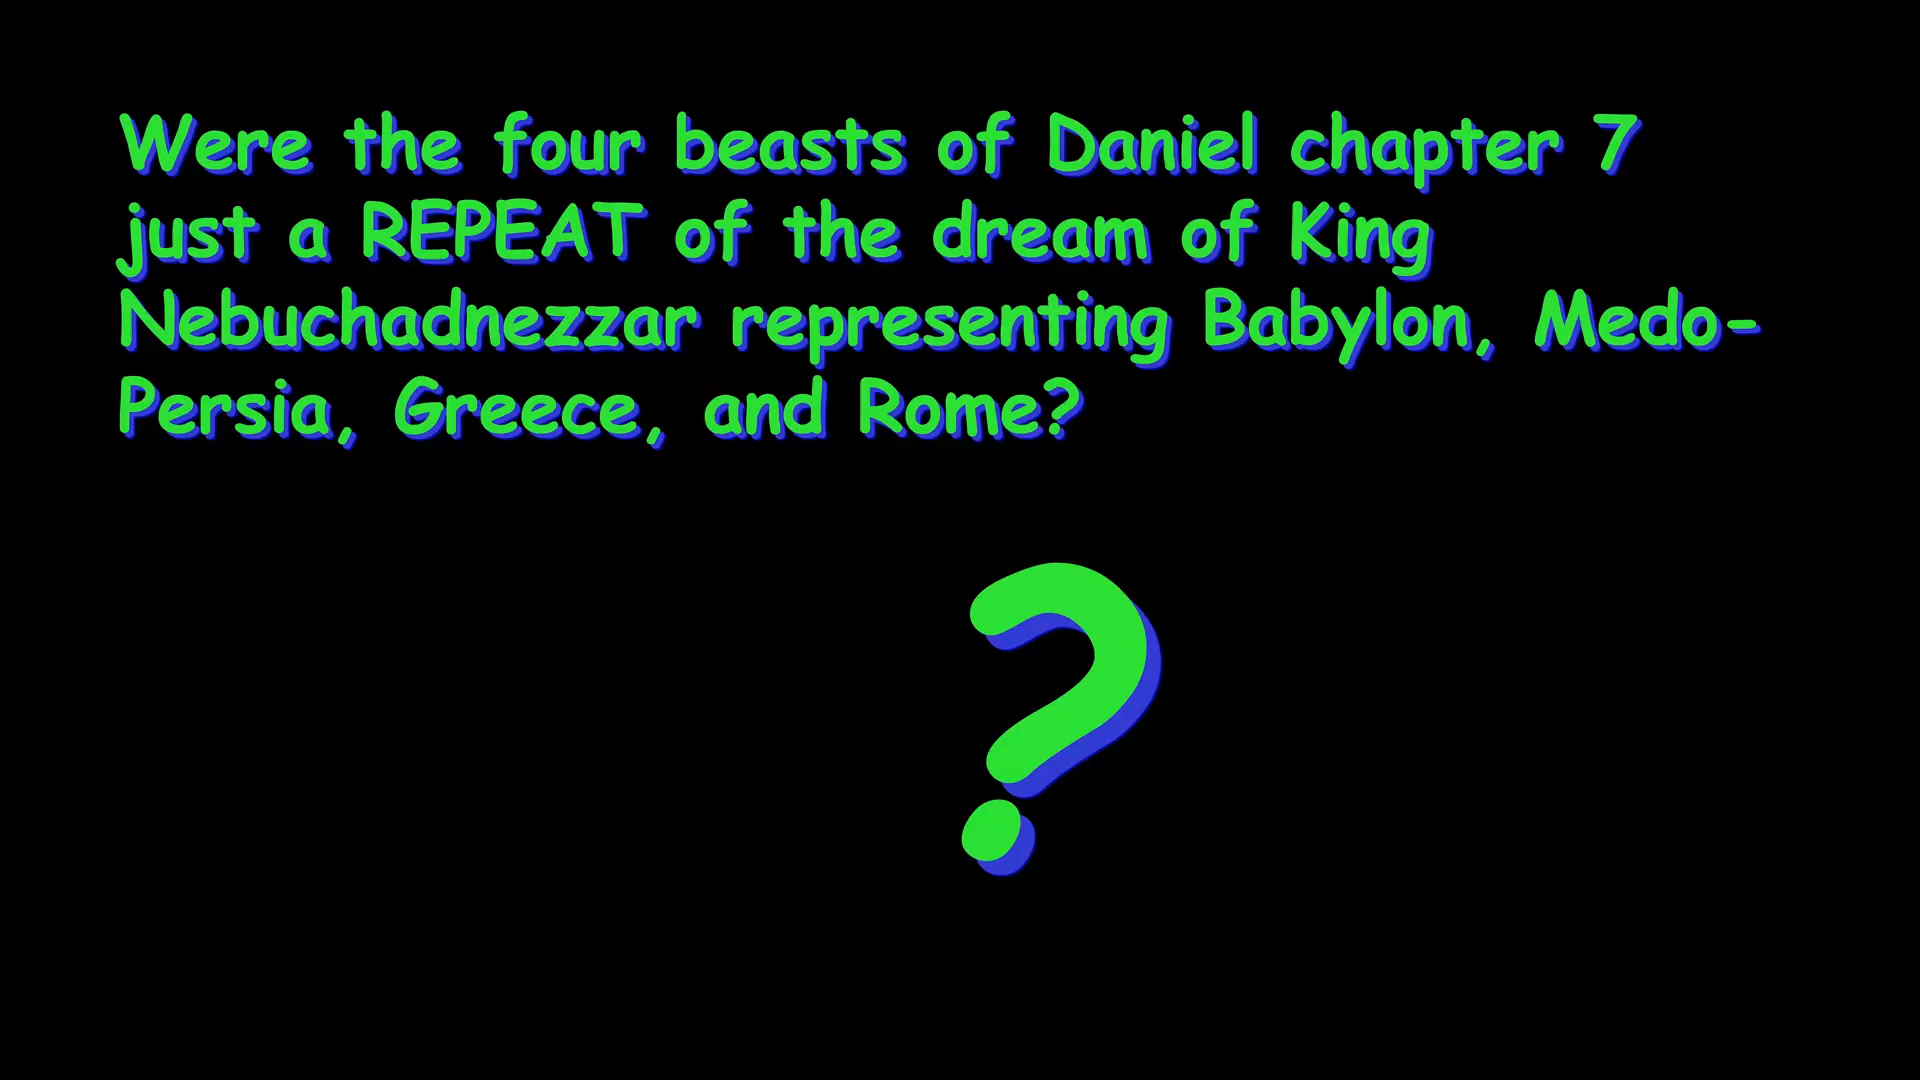 Were the four beasts of Daniel chapter 7
just a REPEAT of the dream of King
Nebuchadnezzar representing Babylon, Medo-
Persia, Greece, and Rome?
?